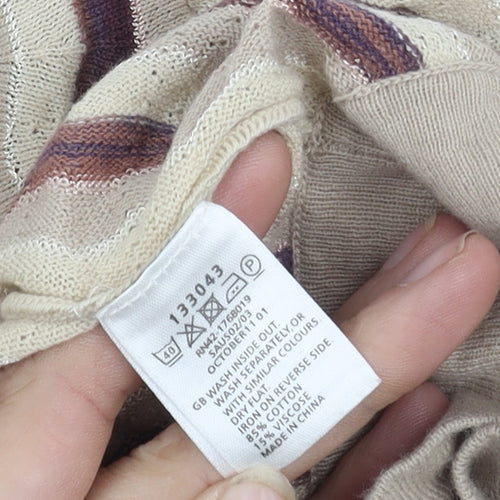 133043
40 P
RN42-1768019
SAUS02/03
OCTOBER11 01
GB WASH INSIDE OUT.
WASH SEPARATELY OR
WITH SIMILAR COLOURS.
DRY FLAT.
IRON ON REVERSE SIDE.
85% COTTON
15% VISCOSE
MADE IN CHINA